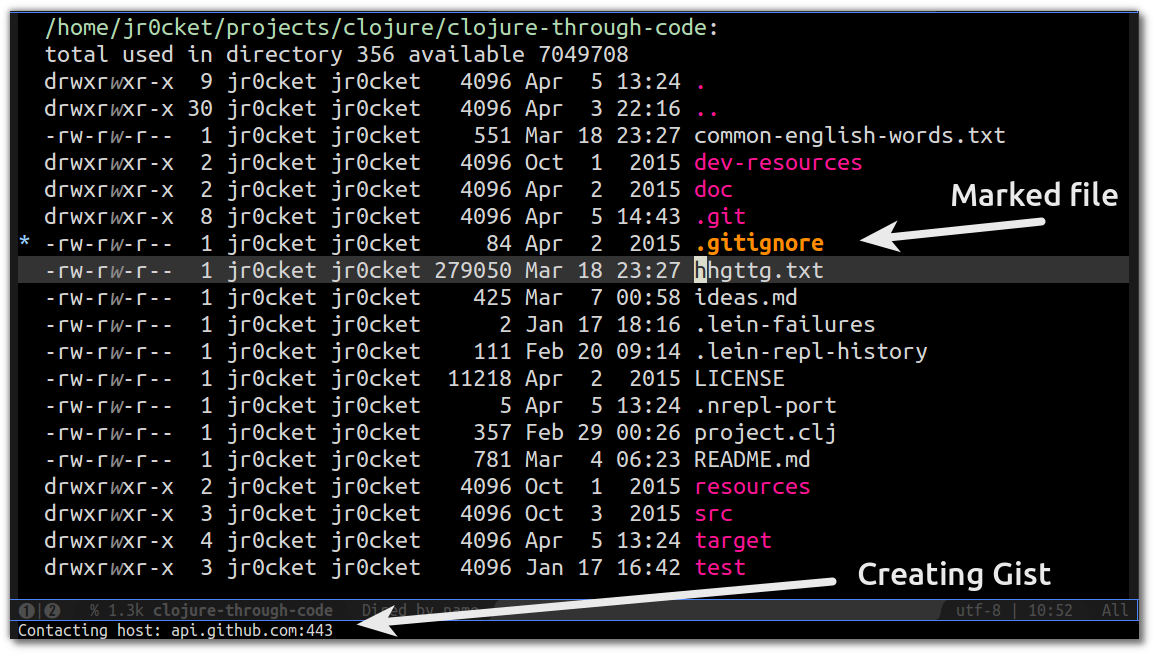 /home/jr0cket/projects/clojure/clojure-through-code:
total used in directory 356 available 7049708
drwxrwxr-x  9 jr0cket jr0cket   4096 Apr  5 13:24 .
drwxrwxr-x 30 jr0cket jr0cket   4096 Apr  3 22:16 ..
-rw-rw-r--  1 jr0cket jr0cket    551 Mar 18 23:27 common-english-words.txt
drwxrwxr-x  2 jr0cket jr0cket   4096 Oct  1  2015 dev-resources
drwxrwxr-x  2 jr0cket jr0cket   4096 Apr  2  2015 doc
Marked file
drwxrwxr-x  8 jr0cket jr0cket   4096 Apr  5 14:43 .git
* -rw-rw-r--  1 jr0cket jr0cket     84 Apr  2  2015 .gitignore
-rw-rw-r--  1 jr0cket jr0cket 279050 Mar 18 23:27 hhgttg.txt
-rw-rw-r--  1 jr0cket jr0cket    425 Mar  7 00:58 ideas.md
-rw-rw-r--  1 jr0cket jr0cket      2 Jan 17 18:16 .lein-failures
-rw-rw-r--  1 jr0cket jr0cket    111 Feb 20 09:14 .lein-repl-history
-rw-rw-r--  1 jr0cket jr0cket  11218 Apr  2  2015 LICENSE
-rw-rw-r--  1 jr0cket jr0cket      5 Apr  5 13:24 .nrepl-port
-rw-rw-r--  1 jr0cket jr0cket    357 Feb 29 00:26 project.clj
-rw-rw-r--  1 jr0cket jr0cket    781 Mar  4 06:23 README.md
drwxrwxr-x  2 jr0cket jr0cket   4096 Oct  1  2015 resources
drwxrwxr-x  3 jr0cket jr0cket   4096 Oct  3  2015 src
drwxrwxr-x  4 jr0cket jr0cket   4096 Apr  5 13:24 target
drwxrwxr-x  3 jr0cket jr0cket   4096 Jan 17 16:42 test
Creating Gist
❶|❷ % 1.3k clojure-through-code Dired by name utf-8 | 10:52 All
Contacting host: api.github.com:443